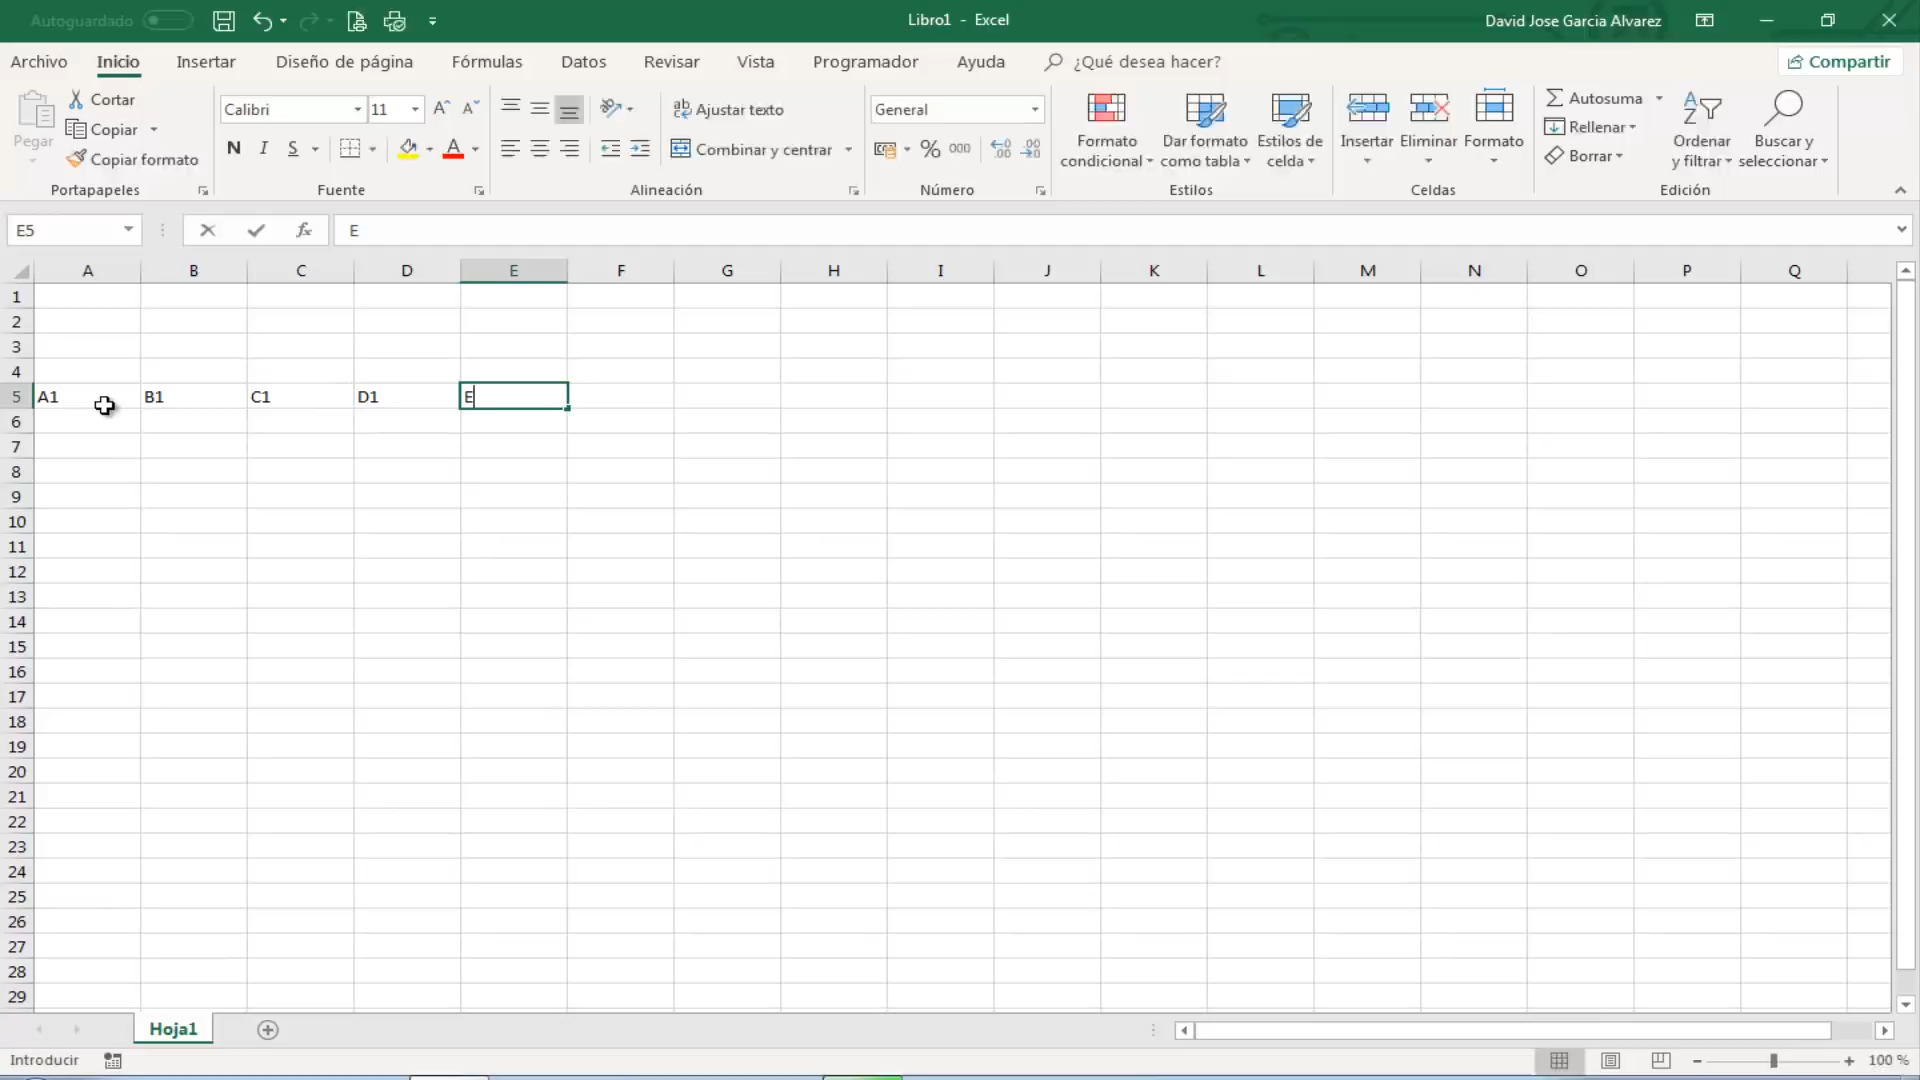 Autoguardado
Libro1 - Excel
David Jose Garcia Alvarez
Archivo Inicio Insertar Diseño de página Fórmulas Datos Revisar Vista Programador Ayuda ¿Qué desea hacer? Compartir
Pegar
Cortar
Copiar
Copiar formato
Portapapeles
Calibri 11
N I S
Fuente
Ajustar texto
Combinar y centrar
Alineación
General
% 000
Número
Formato condicional
Dar formato como tabla
Estilos de celda
Estilos
Insertar Eliminar Formato
Celdas
Autosuma
Rellenar
Borrar
Ordenar y filtrar
Buscar y seleccionar
Edición
E5 fx E
A B C D E F G H I J K L M N O P Q
1
2
3
4
5 A1 B1 C1 D1 E
6
7
8
9
10
11
12
13
14
15
16
17
18
19
20
21
22
23
24
25
26
27
28
29
Hoja1
Introducir
100 %